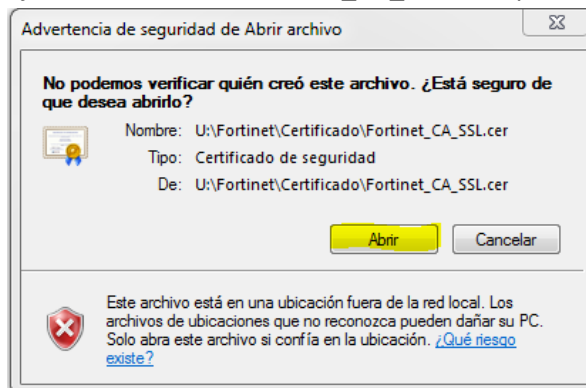 Advertencia de seguridad de Abrir archivo
No podemos verificar quién creó este archivo. ¿Está seguro de
que desea abrirlo?
Nombre: U:\Fortinet\Certificado\Fortinet_CA_SSL.cer
Tipo: Certificado de seguridad
De: U:\Fortinet\Certificado\Fortinet_CA_SSL.cer
Abrir Cancelar
Este archivo está en una ubicación fuera de la red local. Los
archivos de ubicaciones que no reconozca pueden dañar su PC.
Solo abra este archivo si confía en la ubicación. ¿Qué riesgo
existe?